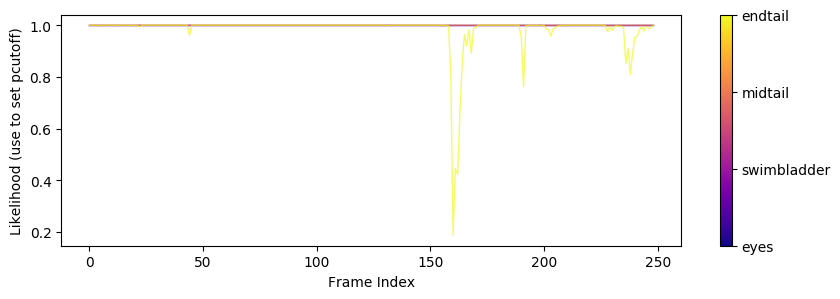 Likelihood (use to set pcutoff)
1.0
0.8
0.6
0.4
0.2
0
50
100
150
200
250
Frame Index
endtail
midtail
swimbladder
eyes